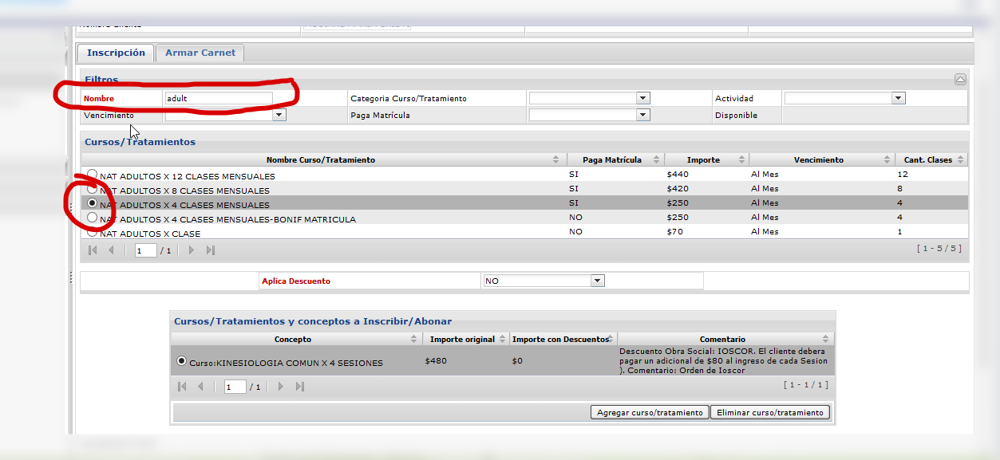 Inscripción Armar Carnet
Filtros
Nombre adult Categoria Curso/Tratamiento Actividad
Vencimiento Paga Matrícula Disponible
Cursos/Tratamientos
Nombre Curso/Tratamiento Paga Matrícula Importe Vencimiento Cant. Clases
NAT ADULTOS X 12 CLASES MENSUALES SI $440 Al Mes 12
NAT ADULTOS X 8 CLASES MENSUALES SI $420 Al Mes 8
NAT ADULTOS X 4 CLASES MENSUALES SI $250 Al Mes 4
NAT ADULTOS X 4 CLASES MENSUALES-BONIF MATRICULA NO $250 Al Mes 4
NAT ADULTOS X CLASE NO $70 Al Mes 1
1 / 1 [ 1 - 5 / 5 ]
Aplica Descuento NO
Cursos/Tratamientos y conceptos a Inscribir/Abonar
Concepto Importe original Importe con Descuentos Comentario
Curso:KINESIOLOGIA COMUN X 4 SESIONES $480 $0 Descuento Obra Social: IOSCOR. El cliente debera
pagar un adicional de $80 al ingreso de cada Sesion
). Comentario: Orden de Ioscor
1 / 1 [ 1 - 1 / 1 ]
Agregar curso/tratamiento Eliminar curso/tratamiento